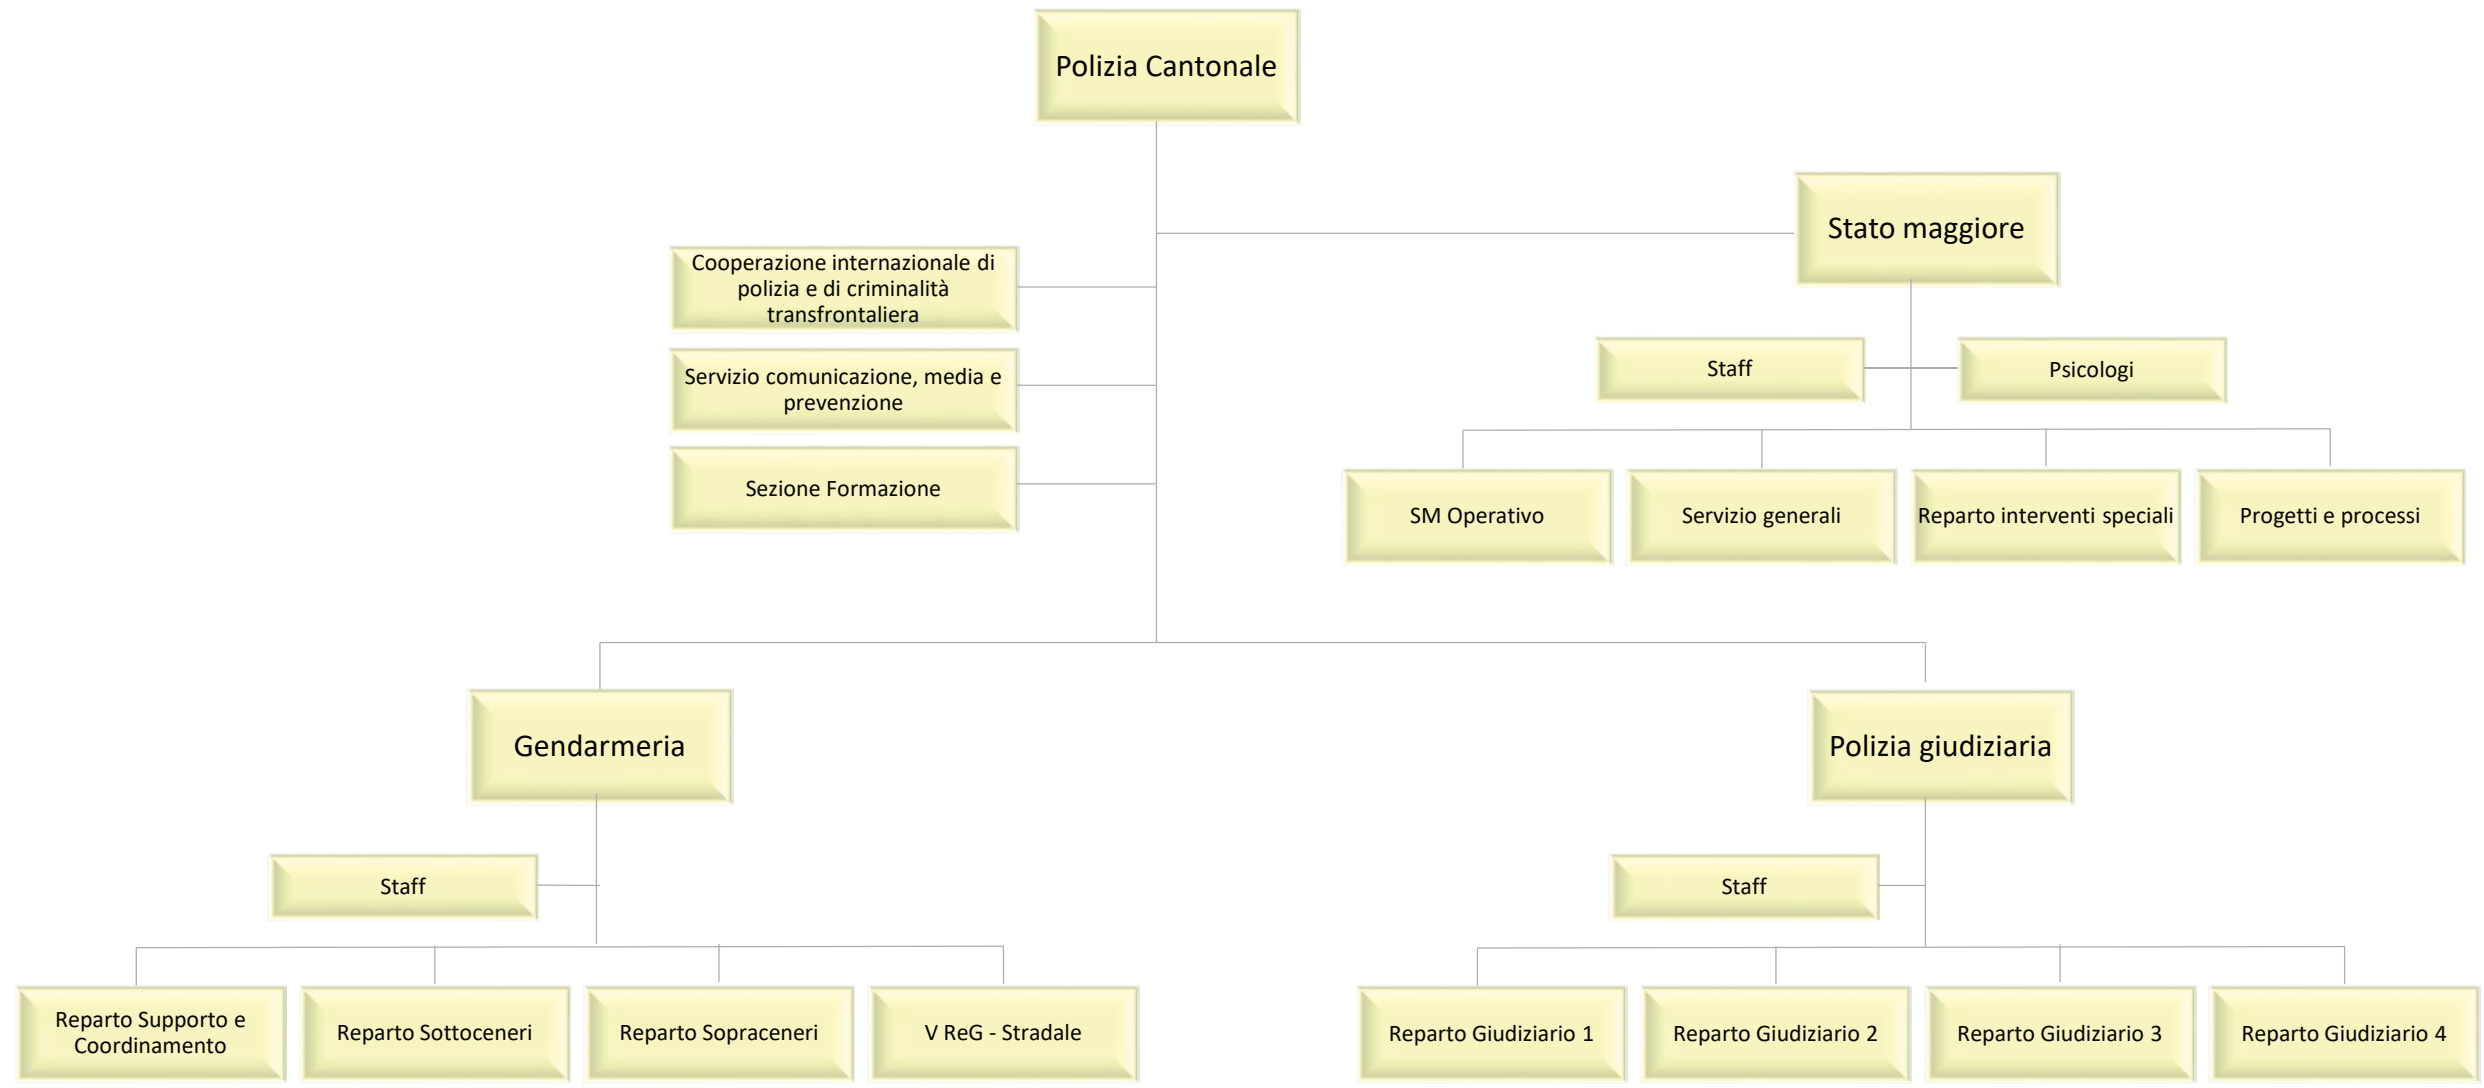 Polizia Cantonale
Stato maggiore
Cooperazione internazionale di
polizia e di criminalità
transfrontaliera
Servizio comunicazione, media e
prevenzione
Sezione Formazione
Staff
Psicologi
SM Operativo
Servizio generali
Reparto interventi speciali
Progetti e processi
Gendarmeria
Polizia giudiziaria
Staff
Staff
Reparto Supporto e
Coordinamento
Reparto Sottoceneri
Reparto Sopraceneri
V ReG - Stradale
Reparto Giudiziario 1
Reparto Giudiziario 2
Reparto Giudiziario 3
Reparto Giudiziario 4